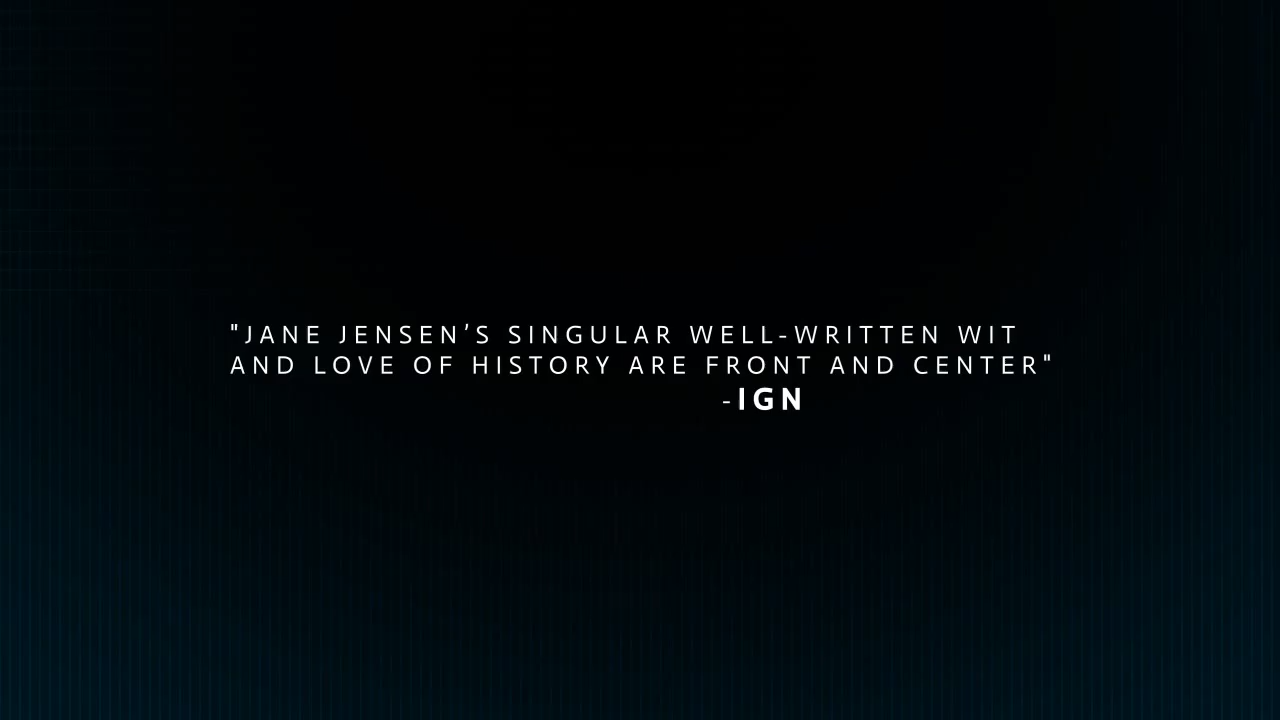 "JANE JENSEN’S SINGULAR WELL-WRITTEN WIT
AND LOVE OF HISTORY ARE FRONT AND CENTER"
-IGN